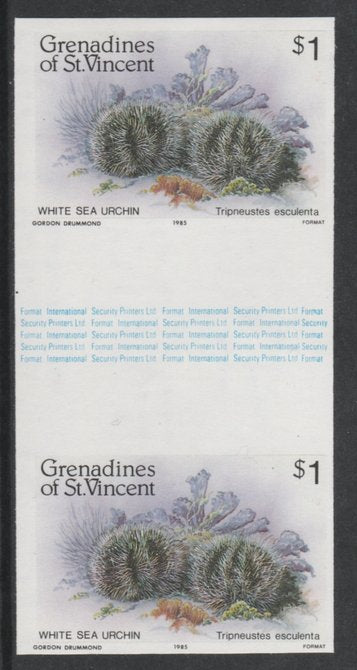 Grenadines $1
of St.Vincent
WHITE SEA URCHIN Tripneustes esculenta
GORDON DRUMMOND 1985 FORMAT
Format International Security Printers Ltd Format International Security Printers Ltd Format
Security Printers Ltd Format International Security Printers Ltd Format International Security
Format International Security Printers Ltd Format International Security Printers Ltd Format
Security Printers Ltd Format International Security Printers Ltd Format International Security
Format International Security Printers Ltd Format International Security Printers Ltd Format
Grenadines $1
of St.Vincent
WHITE SEA URCHIN Tripneustes esculenta
GORDON DRUMMOND 1985 FORMAT